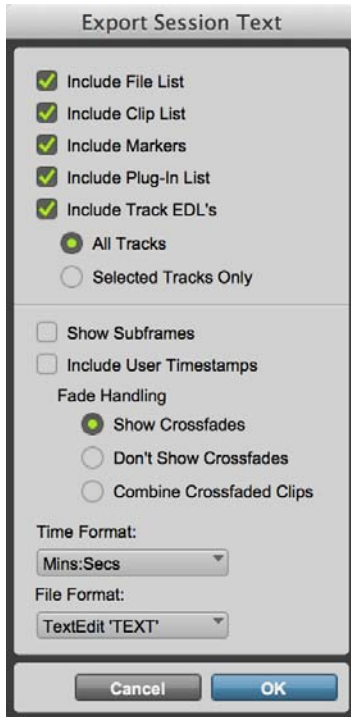 Export Session Text
Include File List
Include Clip List
Include Markers
Include Plug-In List
Include Track EDL's
All Tracks
Selected Tracks Only
Show Subframes
Include User Timestamps
Fade Handling
Show Crossfades
Don't Show Crossfades
Combine Crossfaded Clips
Time Format:
Mins:Secs
File Format:
TextEdit 'TEXT'
Cancel OK